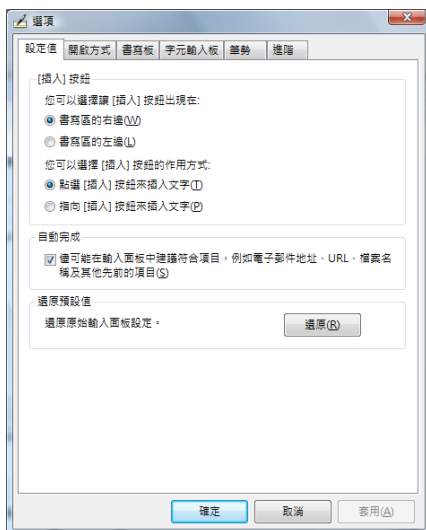 選項
設定值 開啟方式 書寫板 字元輸入板 筆勢 進階
[插入] 按鈕
您可以選擇讓 [插入] 按鈕出現在:
書寫區的右邊(W)
書寫區的左邊(L)
您可以選擇 [插入] 按鈕的作用方式:
點選 [插入] 按鈕來插入文字(T)
指向 [插入] 按鈕來插入文字(P)
自動完成
儘可能在輸入面板中建議符合項目，例如電子郵件地址、URL、檔案名
稱及其他先前的項目(S)
還原預設值
還原原始輸入面板設定。
還原(R)
確定 取消 套用(A)